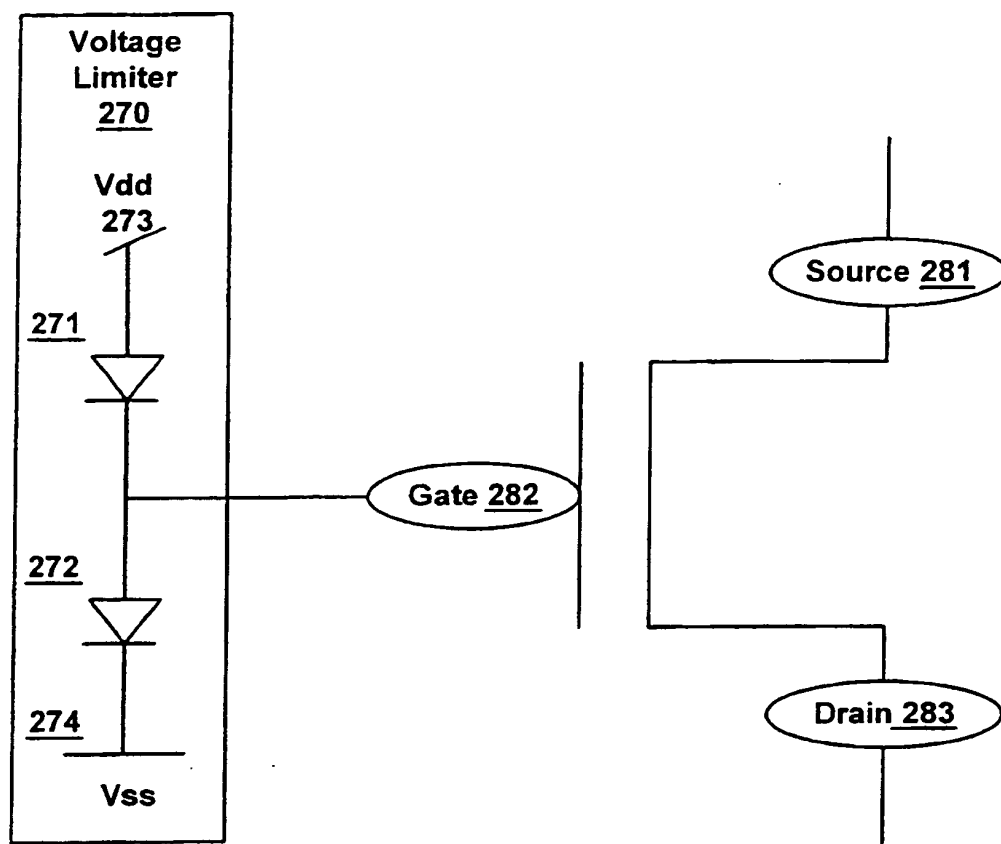 Voltage
Limiter
270
Vdd
273
271
Source 281
Gate 282
272
274
Drain 283
Vss